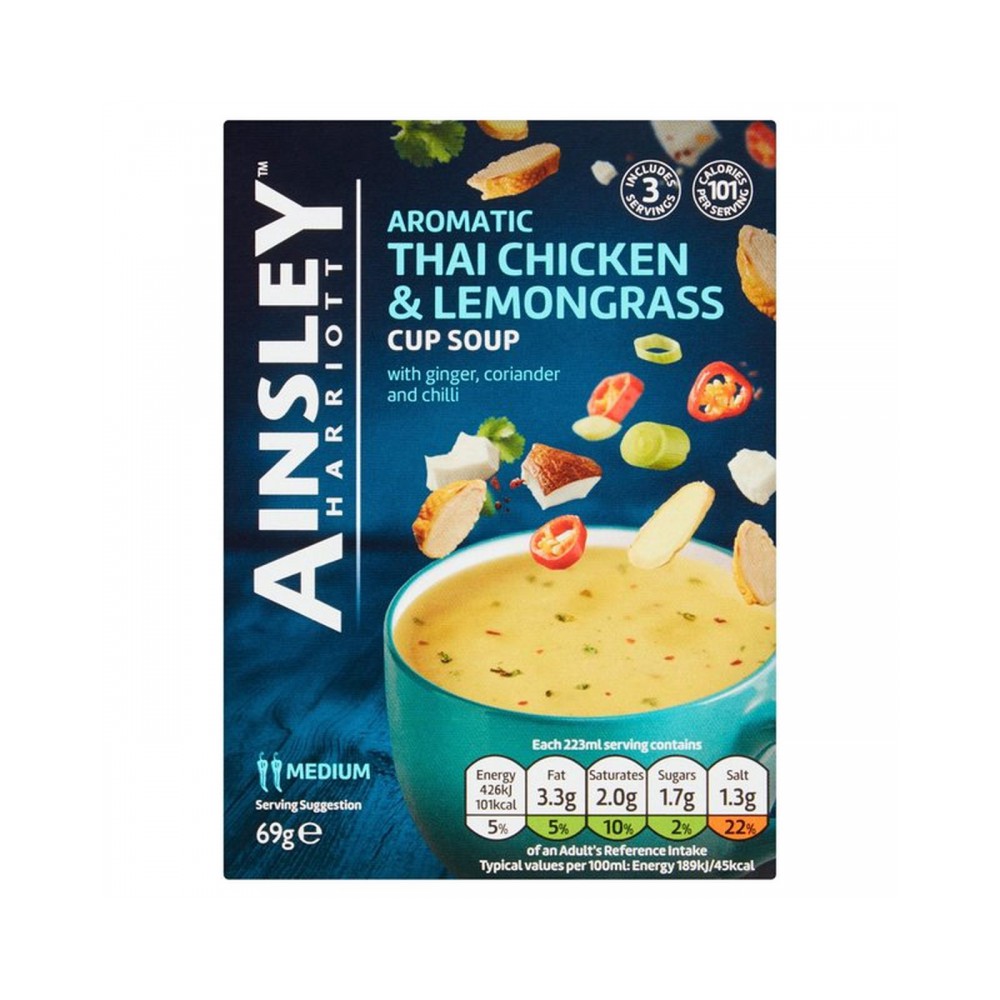 AINSLEY™
HARRIOTT
INCLUDES
3
SERVINGS
CALORIES
101
PER SERVING
AROMATIC
THAI CHICKEN
& LEMONGRASS
CUP SOUP
with ginger, coriander
and chilli
MEDIUM
Serving Suggestion
69g ℮
Each 223ml serving contains
Energy Fat Saturates Sugars Salt
426kJ
101kcal 3.3g 2.0g 1.7g 1.3g
5% 5% 10% 2% 22%
of an Adult's Reference Intake
Typical values per 100ml: Energy 189kJ/45kcal